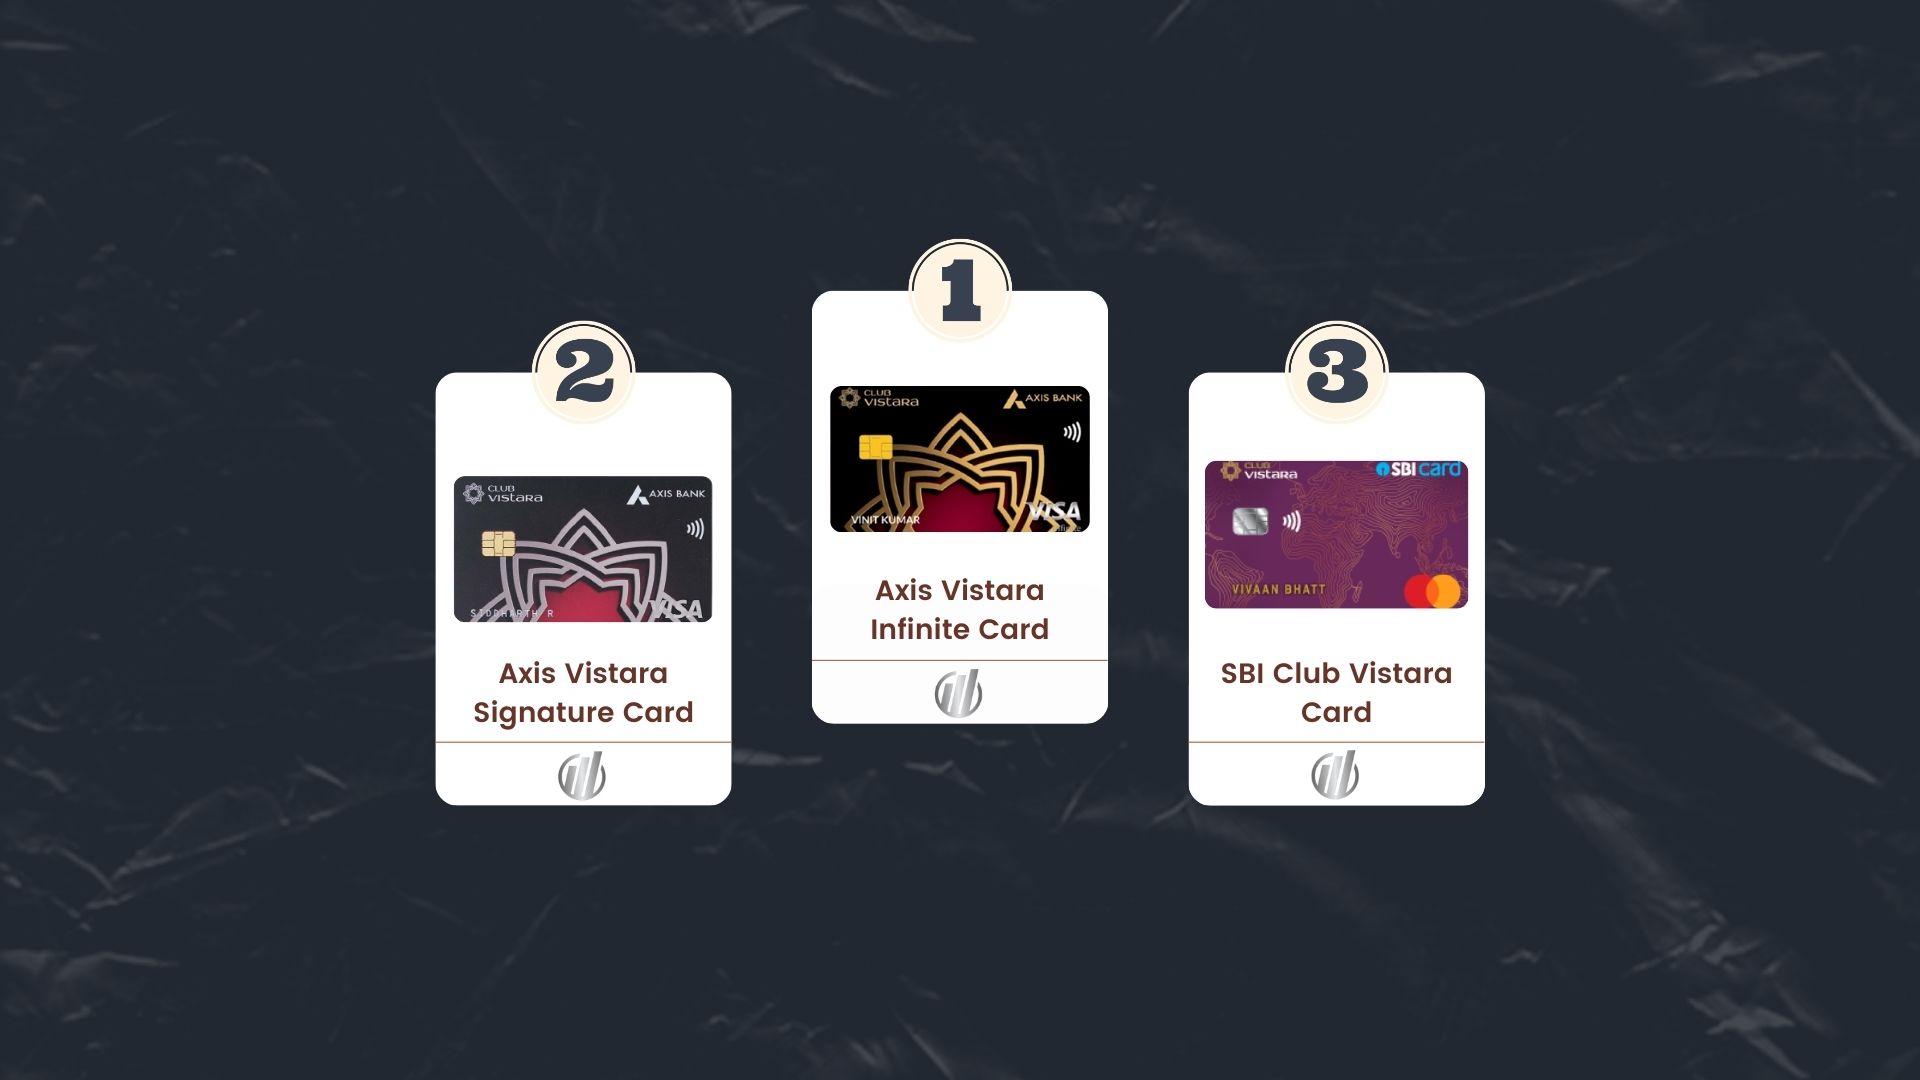 1
CLUB
VISTARA
AXIS BANK
VINIT KUMAR
VISA
Infinite
Axis Vistara
Infinite Card
2
CLUB
VISTARA
AXIS BANK
SIDDHARTH R
VISA
Axis Vistara
Signature Card
3
CLUB
VISTARA
SBI card
VIVAAN BHATT
SBI Club Vistara
Card